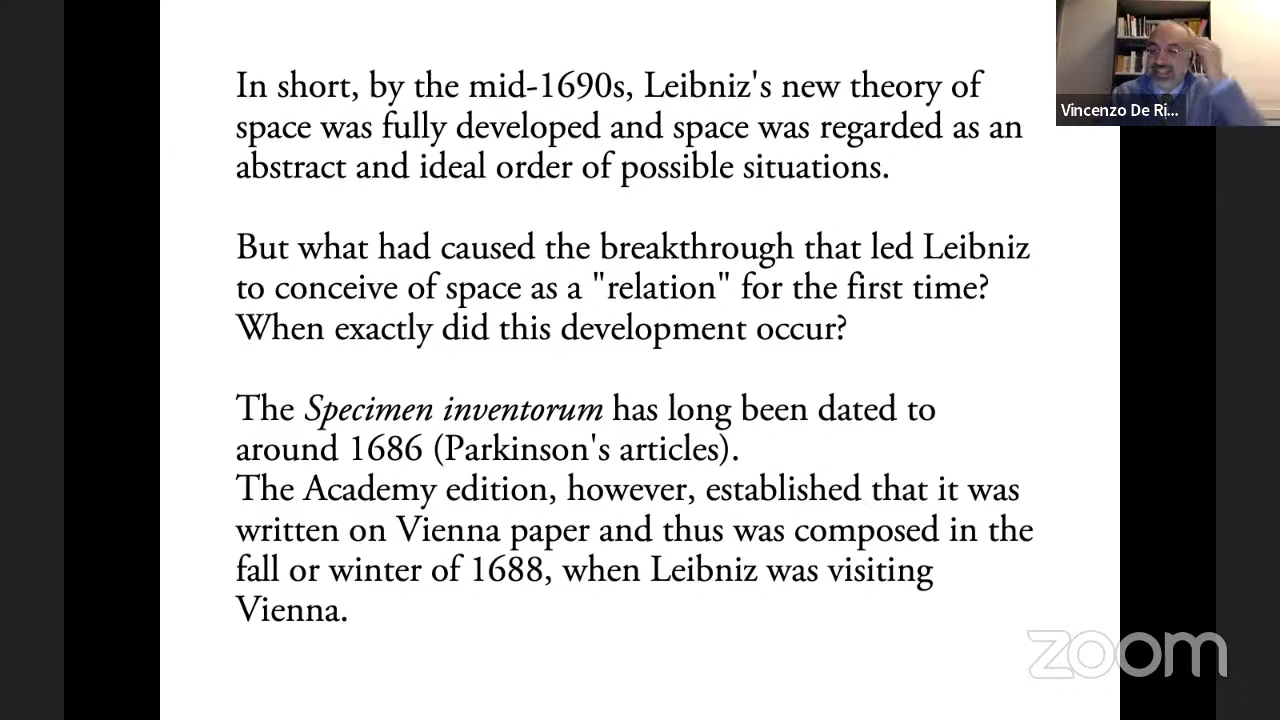 In short, by the mid-1690s, Leibniz's new theory of
space was fully developed and space was regarded as an
abstract and ideal order of possible situations.
But what had caused the breakthrough that led Leibniz
to conceive of space as a "relation" for the first time?
When exactly did this development occur?
The Specimen inventorum has long been dated to
around 1686 (Parkinson's articles).
The Academy edition, however, established that it was
written on Vienna paper and thus was composed in the
fall or winter of 1688, when Leibniz was visiting
Vienna.
Vincenzo De Ri...
zoom